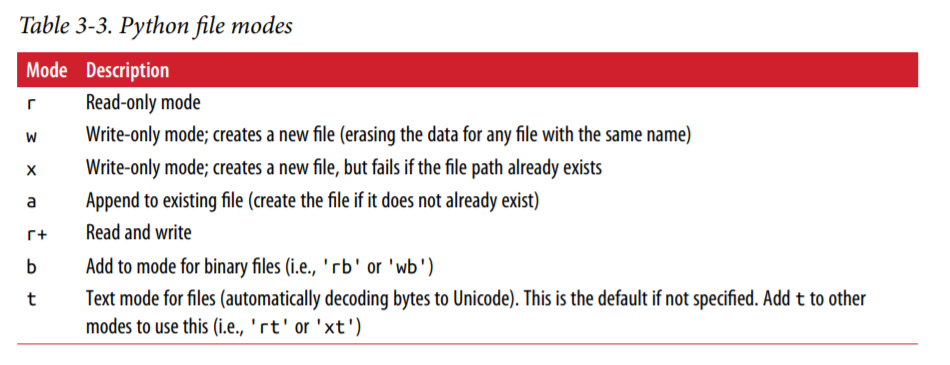 Table 3-3. Python file modes
Mode Description
r Read-only mode
w Write-only mode; creates a new file (erasing the data for any file with the same name)
x Write-only mode; creates a new file, but fails if the file path already exists
a Append to existing file (create the file if it does not already exist)
r+ Read and write
b Add to mode for binary files (i.e., 'rb' or 'wb')
t Text mode for files (automatically decoding bytes to Unicode). This is the default if not specified. Add t to other
modes to use this (i.e., 'rt' or 'xt')